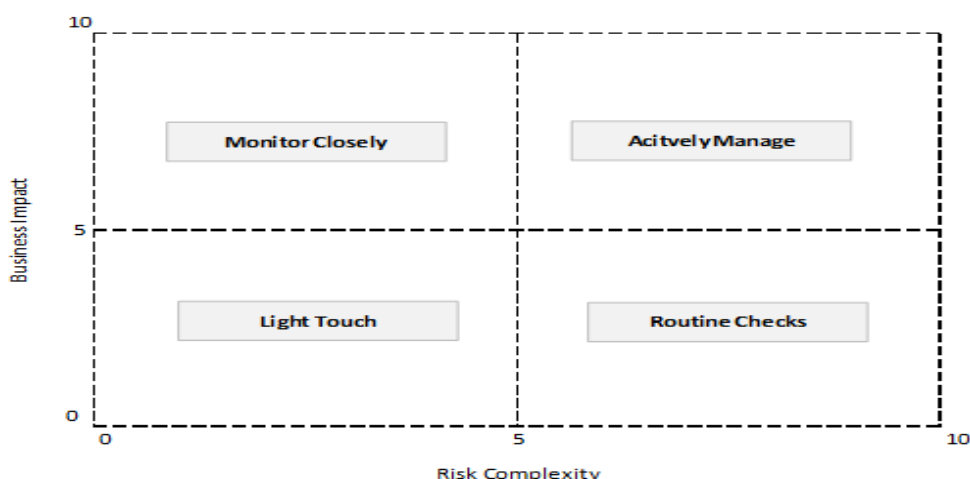 10
Monitor Closely
Acitvely Manage
Business Impact
5
Light Touch
Routine Checks
0
0
5
10
Risk Complexity